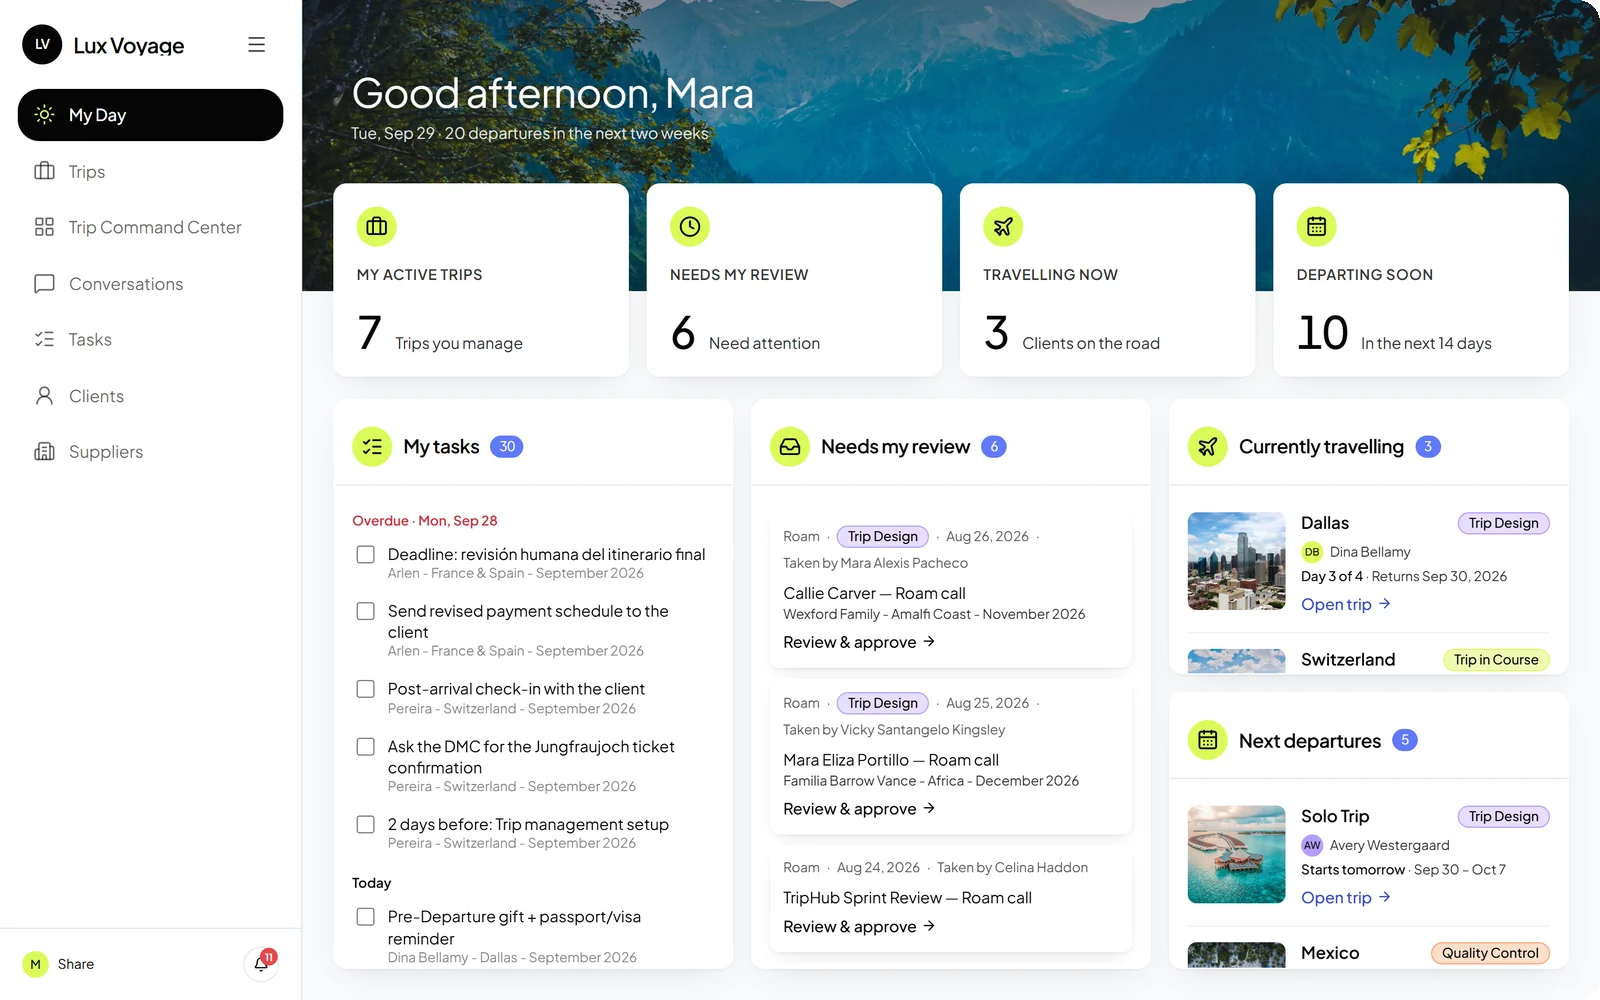 LV Lux Voyage
My Day
Trips
Trip Command Center
Conversations
Tasks
Clients
Suppliers
M Share
11
Good afternoon, Mara
Tue, Sep 29 · 20 departures in the next two weeks
MY ACTIVE TRIPS
7 Trips you manage
NEEDS MY REVIEW
6 Need attention
TRAVELLING NOW
3 Clients on the road
DEPARTING SOON
10 In the next 14 days
My tasks 30
Overdue · Mon, Sep 28
Deadline: revisión humana del itinerario final
Arlen - France & Spain - September 2026
Send revised payment schedule to the
client
Arlen - France & Spain - September 2026
Post-arrival check-in with the client
Pereira - Switzerland - September 2026
Ask the DMC for the Jungfraujoch ticket
confirmation
Pereira - Switzerland - September 2026
2 days before: Trip management setup
Pereira - Switzerland - September 2026
Today
Pre-Departure gift + passport/visa
reminder
Dina Bellamy - Dallas - September 2026
Needs my review 6
Roam · Trip Design · Aug 26, 2026 ·
Taken by Mara Alexis Pacheco
Callie Carver — Roam call
Wexford Family - Amalfi Coast - November 2026
Review & approve →
Roam · Trip Design · Aug 25, 2026 ·
Taken by Vicky Santangelo Kingsley
Mara Eliza Portillo — Roam call
Familia Barrow Vance - Africa - December 2026
Review & approve →
Roam · Aug 24, 2026 · Taken by Celina Haddon
TripHub Sprint Review — Roam call
Review & approve →
Currently travelling 3
Dallas Trip Design
DB Dina Bellamy
Day 3 of 4 · Returns Sep 30, 2026
Open trip →
Switzerland Trip in Course
Next departures 5
Solo Trip Trip Design
AW Avery Westergaard
Starts tomorrow · Sep 30 – Oct 7
Open trip →
Mexico Quality Control